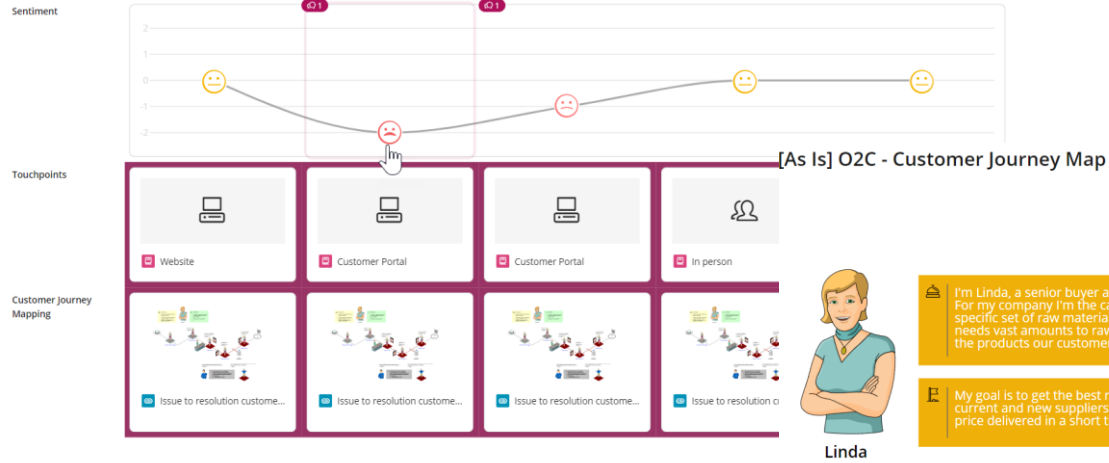 Sentiment
1
1
2
1
0
-1
-2
[As Is] O2C - Customer Journey Map
Touchpoints
Website
Customer Portal
Customer Portal
In person
Customer Journey
Mapping
Issue to resolution custome...
Issue to resolution custome...
Issue to resolution custome...
Issue to resolution
I'm Linda, a senior buyer
For my company I'm the
specific set of raw
needs vast amounts to
the products our
My goal is to get the best
current and new suppliers
price delivered in a short
Linda